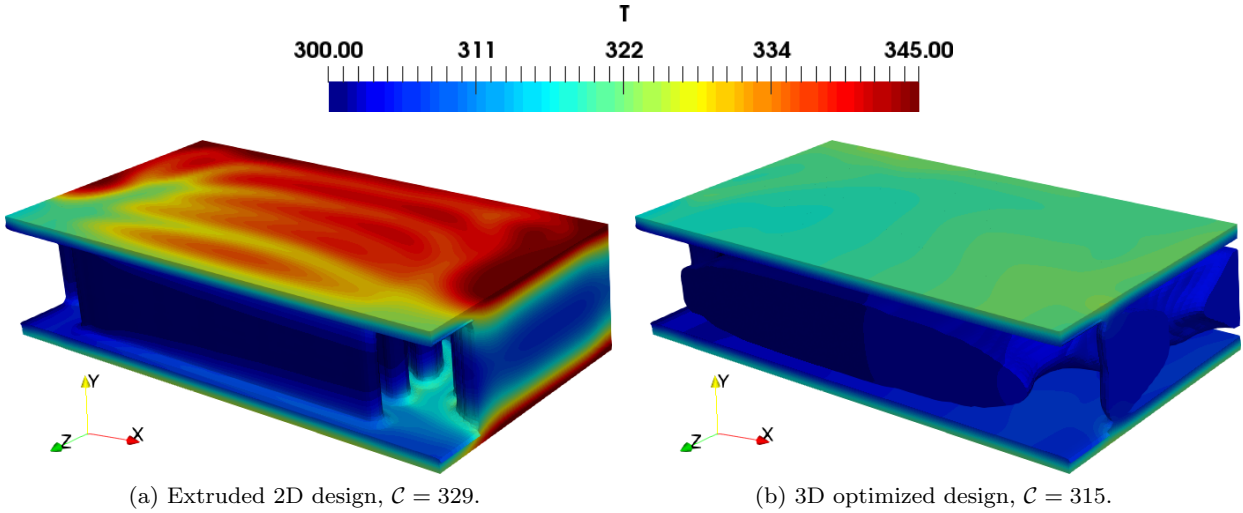 T
300.00 311 322 334 345.00
Y
Z
X
Y
Z
X
(a) Extruded 2D design, 𝒞 = 329.
(b) 3D optimized design, 𝒞 = 315.